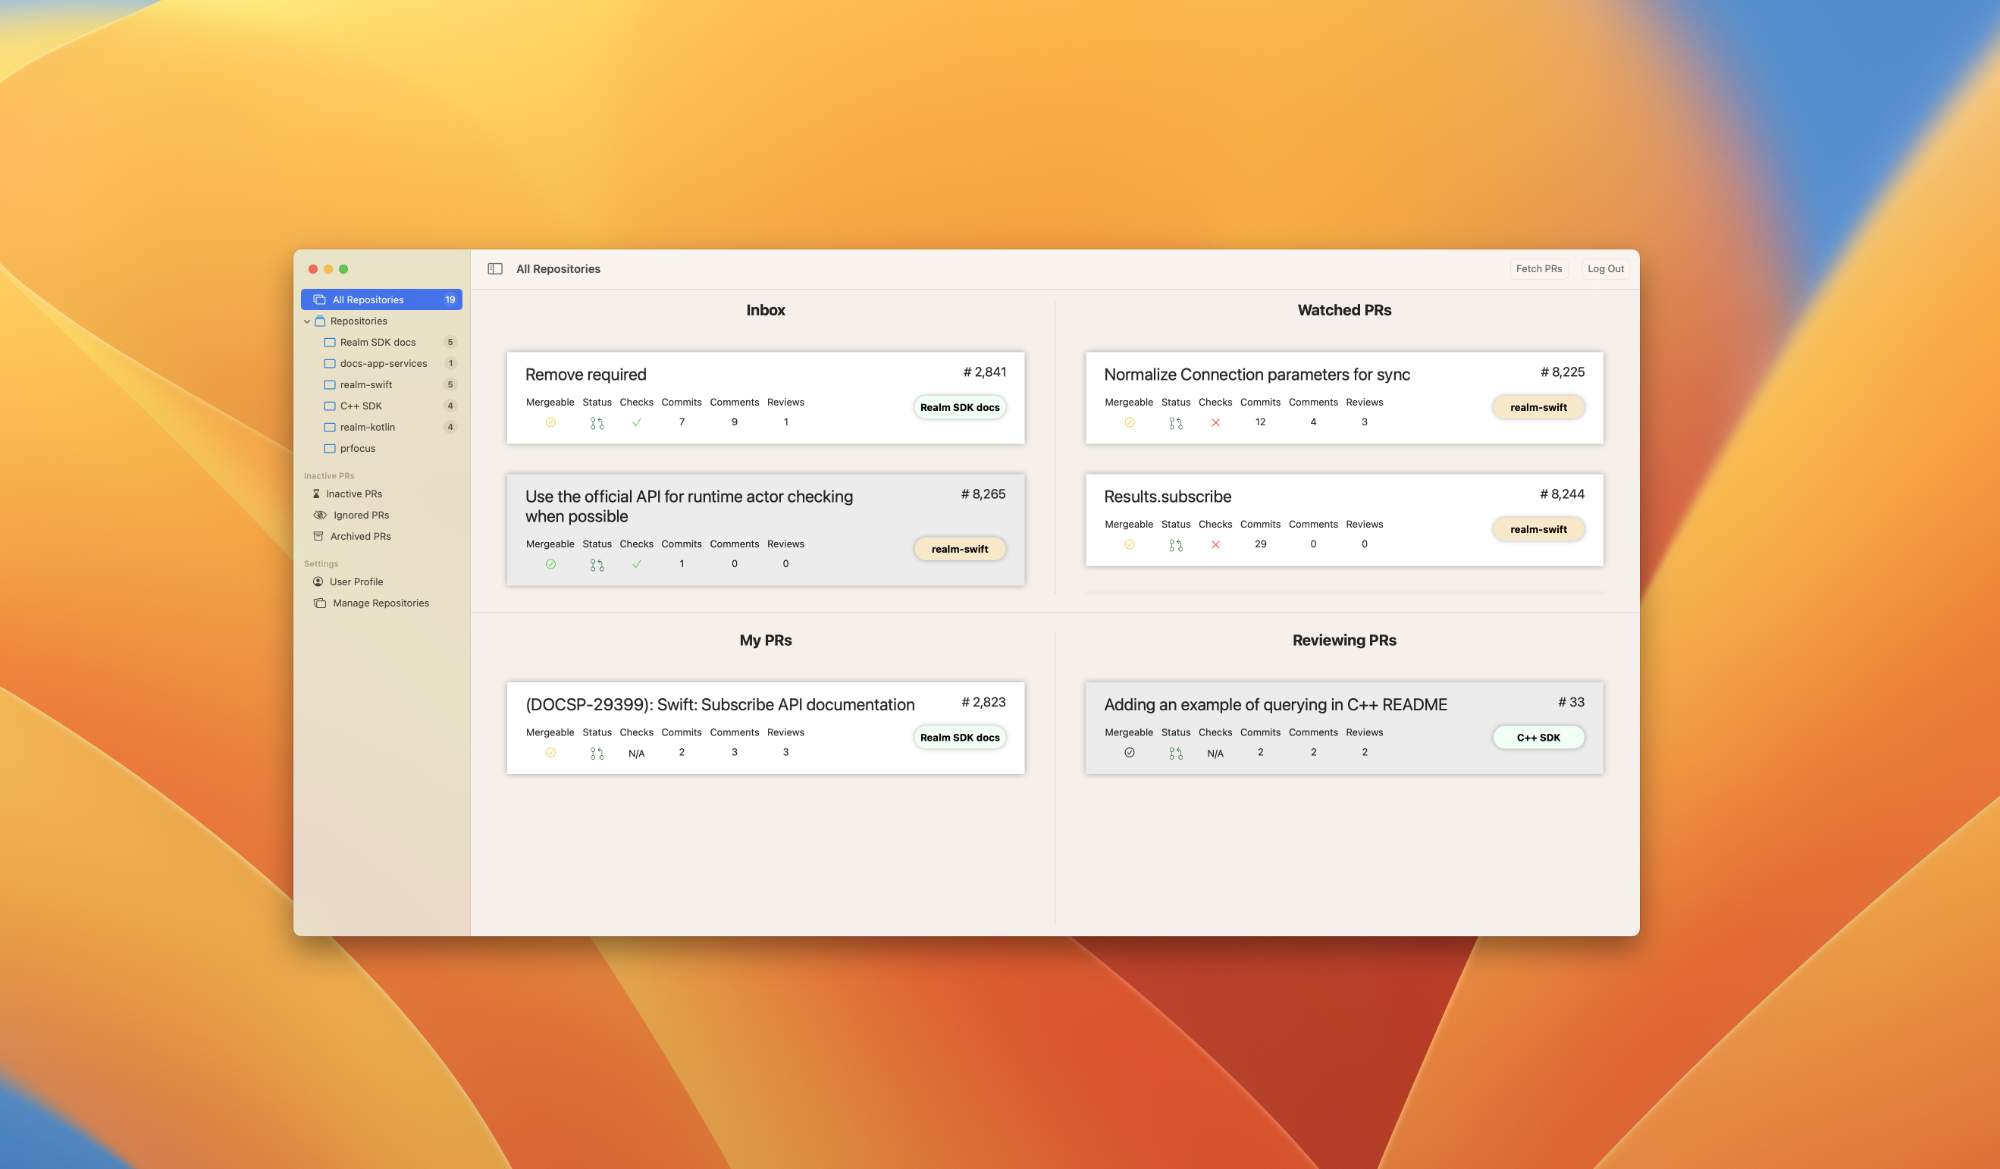 All Repositories 19
Repositories
Realm SDK docs 5
docs-app-services 1
realm-swift 5
C++ SDK 4
realm-kotlin 4
prfocus
Inactive PRs
Inactive PRs
Ignored PRs
Archived PRs
Settings
User Profile
Manage Repositories
All Repositories
Fetch PRs
Log Out
Inbox
Remove required # 2,841
Mergeable Status Checks Commits Comments Reviews
Realm SDK docs
7 9 1
Use the official API for runtime actor checking # 8,265
when possible
Mergeable Status Checks Commits Comments Reviews
realm-swift
1 0 0
Watched PRs
Normalize Connection parameters for sync # 8,225
Mergeable Status Checks Commits Comments Reviews
realm-swift
12 4 3
Results.subscribe # 8,244
Mergeable Status Checks Commits Comments Reviews
realm-swift
29 0 0
My PRs
(DOCSP-29399): Swift: Subscribe API documentation # 2,823
Mergeable Status Checks Commits Comments Reviews
Realm SDK docs
N/A 2 3 3
Reviewing PRs
Adding an example of querying in C++ README # 33
Mergeable Status Checks Commits Comments Reviews
C++ SDK
N/A 2 2 2